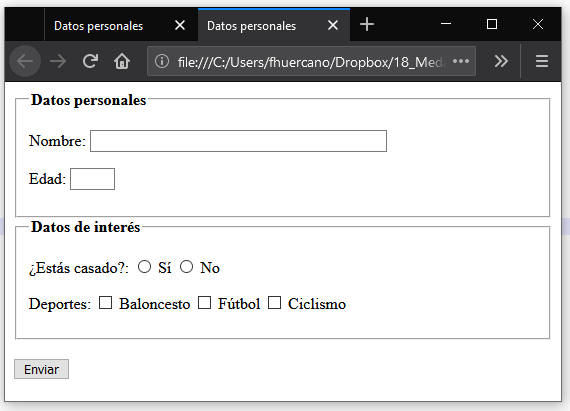 Datos personales
Datos personales
file:///C:/Users/fhuercano/Dropbox/18_Med
Datos personales
Nombre:
Edad:
Datos de interés
¿Estás casado?: Sí No
Deportes: Baloncesto Fútbol Ciclismo
Enviar